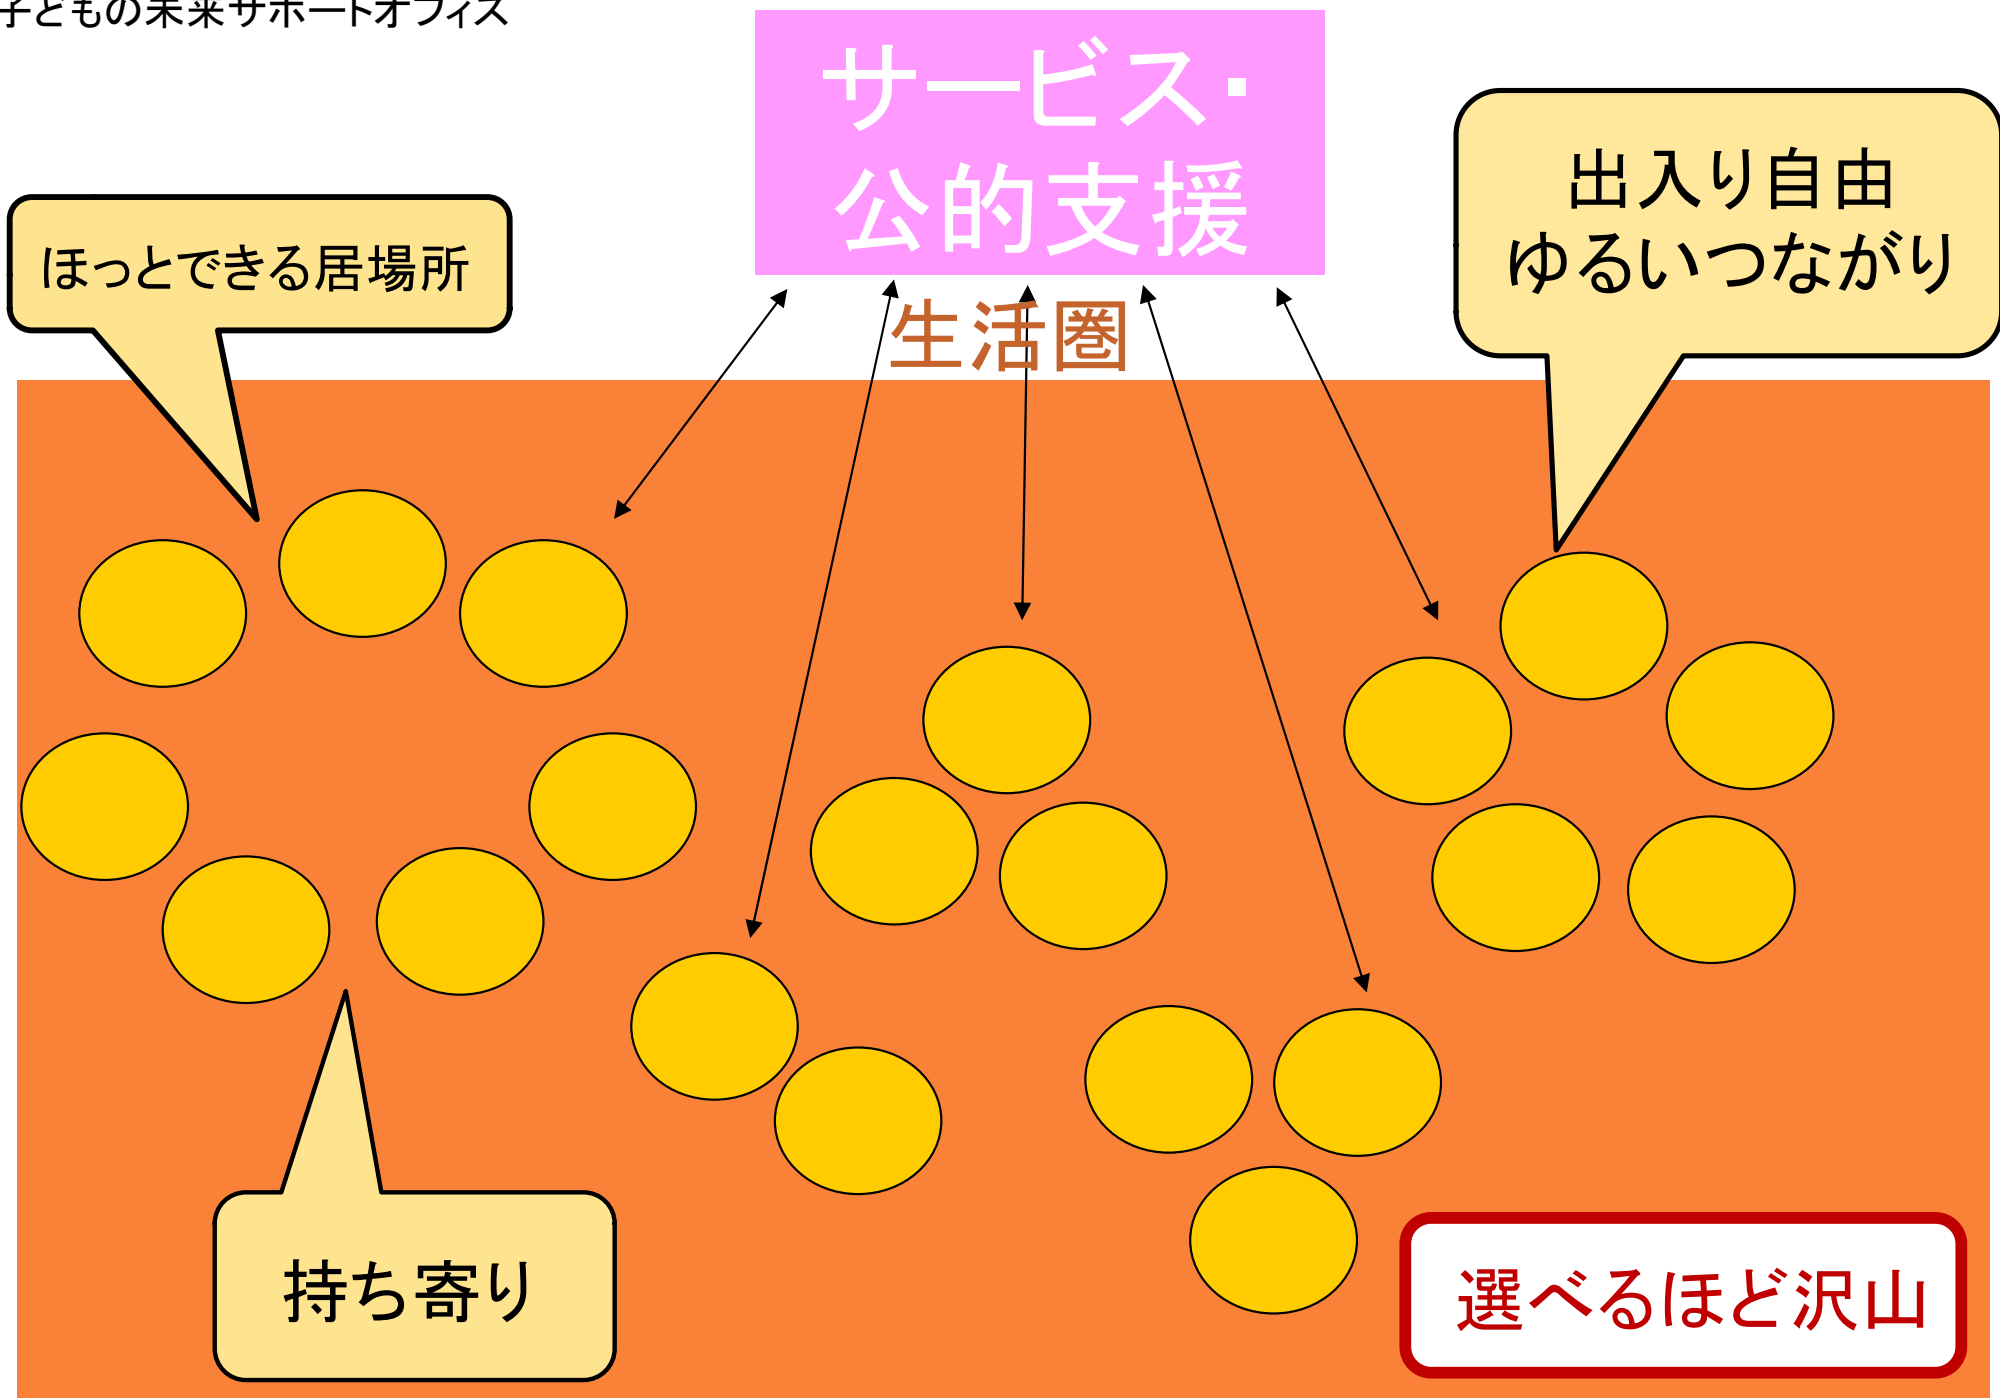 子どもの未来サポートオフィス
サービス・
公的支援
出入り自由
ゆるいつながり
ほっとできる居場所
生活圏
持ち寄り
選べるほど沢山